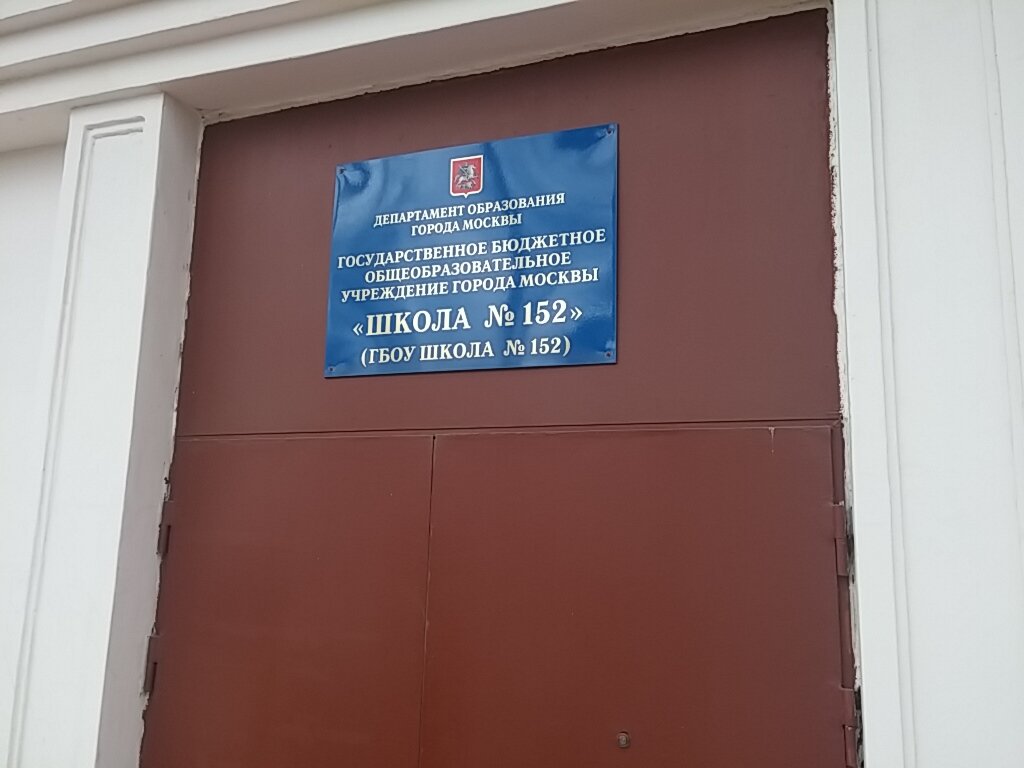 ДЕПАРТАМЕНТ ОБРАЗОВАНИЯ
ГОРОДА МОСКВЫ
ГОСУДАРСТВЕННОЕ БЮДЖЕТНОЕ
ОБЩЕОБРАЗОВАТЕЛЬНОЕ
УЧРЕЖДЕНИЕ ГОРОДА МОСКВЫ
«ШКОЛА № 152»
(ГБОУ ШКОЛА № 152)